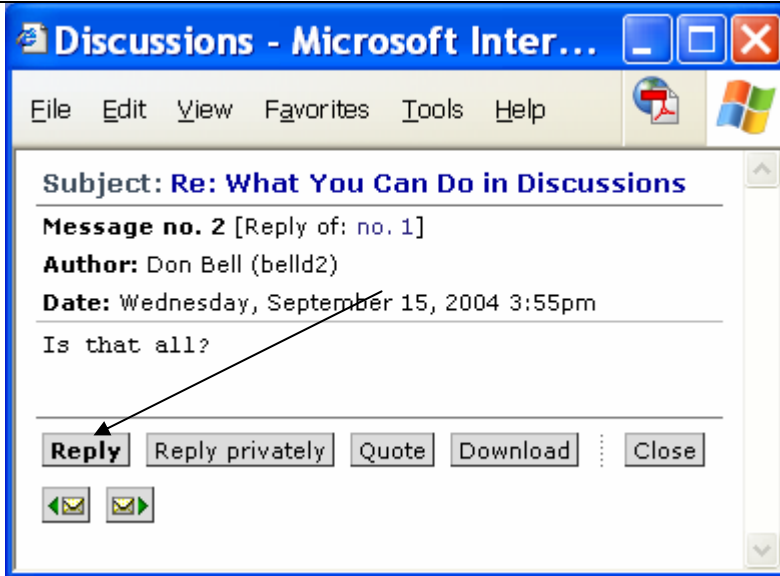 Discussions - Microsoft Inter...
File Edit View Favorites Tools Help
Subject: Re: What You Can Do in Discussions
Message no. 2 [Reply of: no. 1]
Author: Don Bell (belld2)
Date: Wednesday, September 15, 2004 3:55pm
Is that all?
Reply Reply privately Quote Download Close